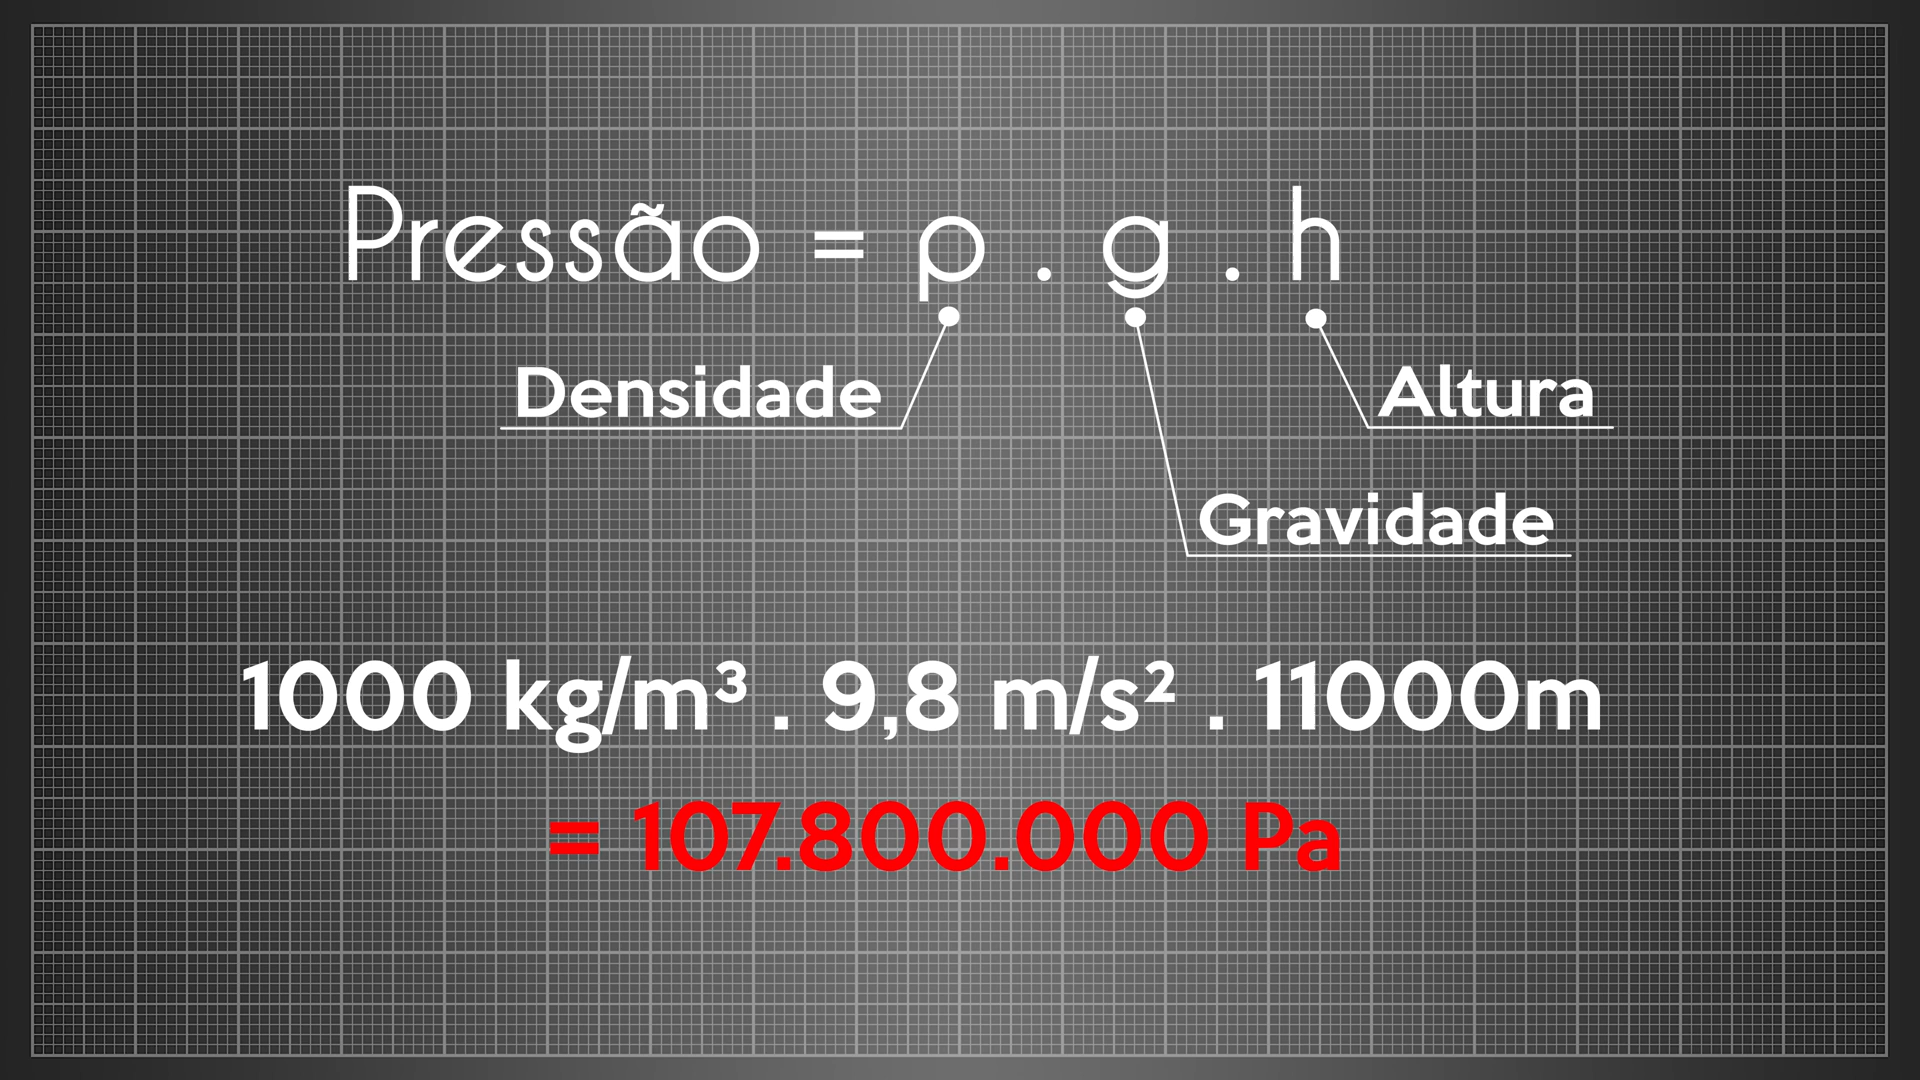 Pressão = p . g . h
Densidade
Altura
Gravidade
1000 kg/m³ . 9,8 m/s² . 11000m
= 107.800.000 Pa